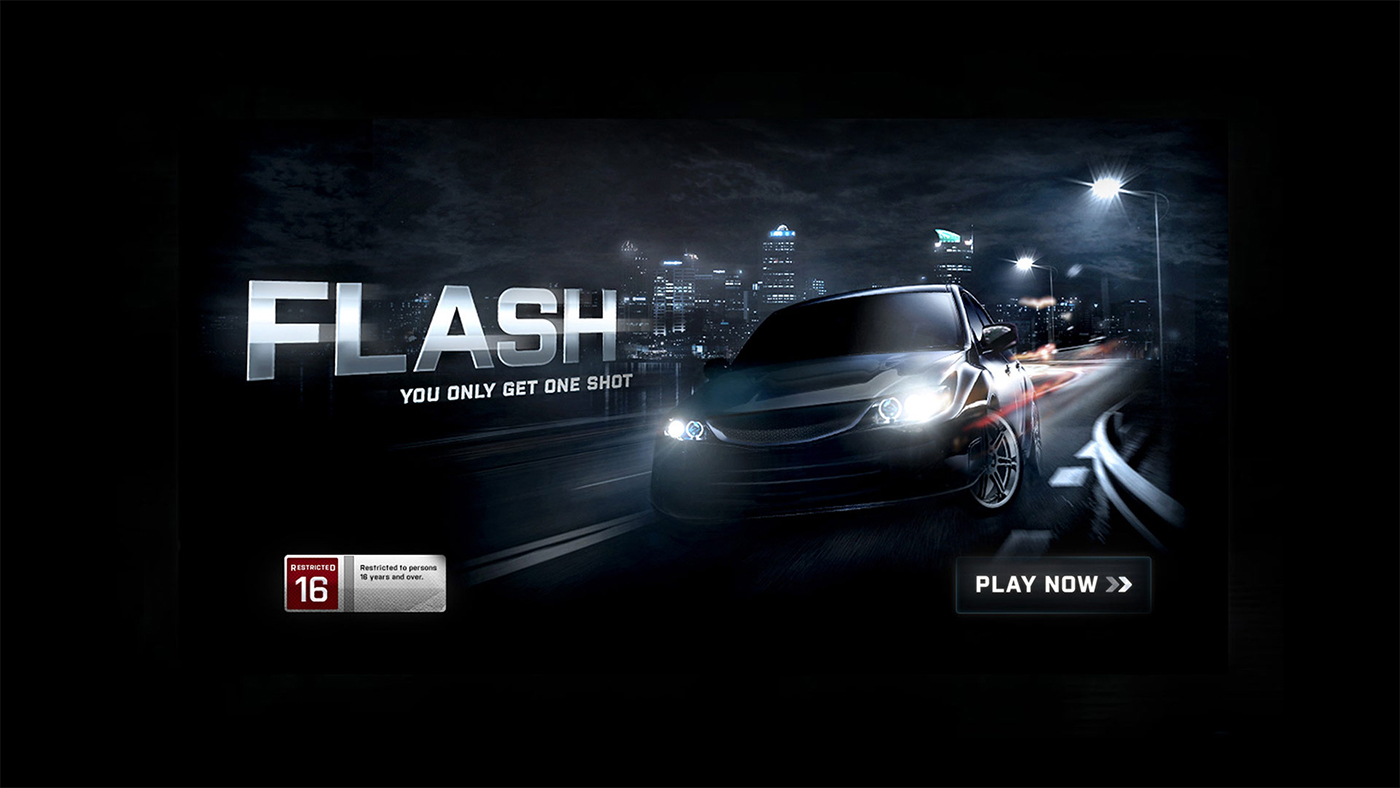 FLASH
YOU ONLY GET ONE SHOT
RESTRICTED
16
Restricted to persons
16 years and over.
PLAY NOW